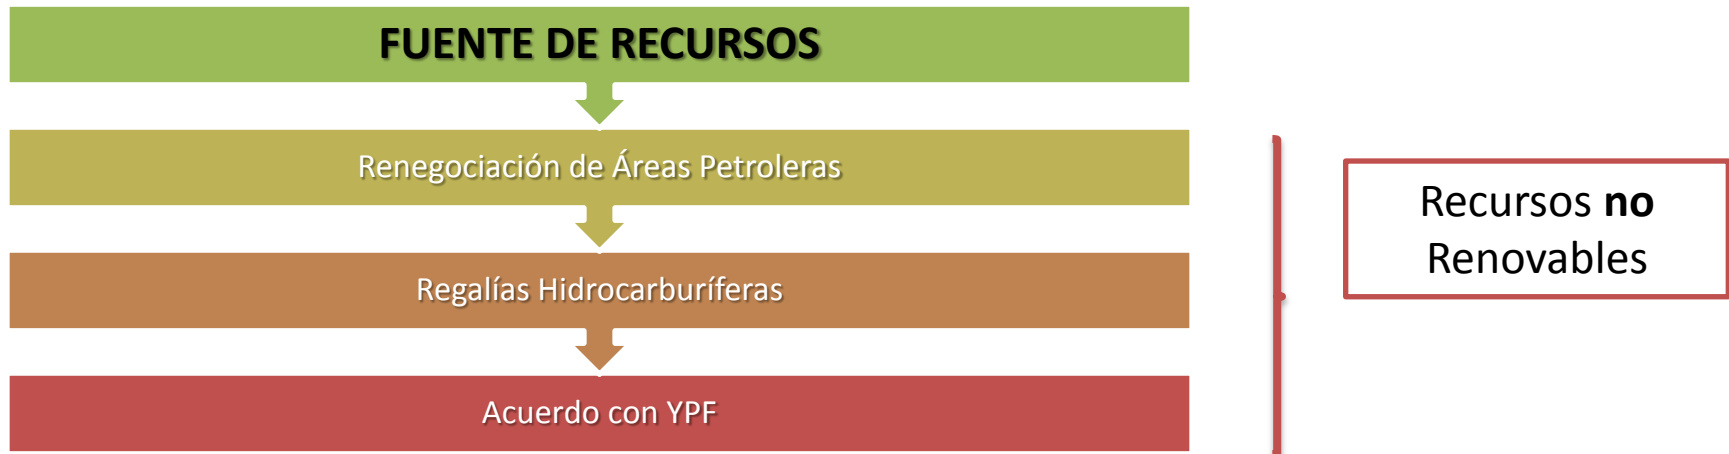 FUENTE DE RECURSOS
Renegociación de Áreas Petroleras
Regalías Hidrocarburíferas
Acuerdo con YPF
Recursos no
Renovables